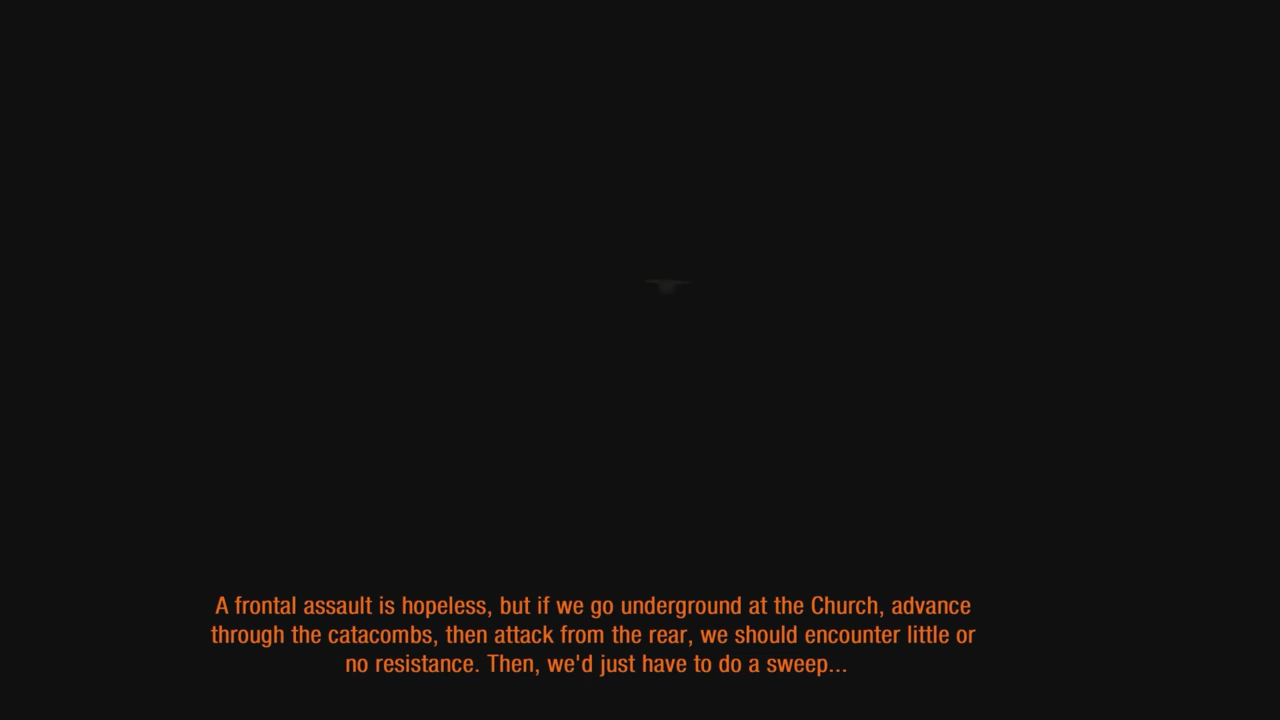 A frontal assault is hopeless, but if we go underground at the Church, advance
through the catacombs, then attack from the rear, we should encounter little or
no resistance. Then, we'd just have to do a sweep...